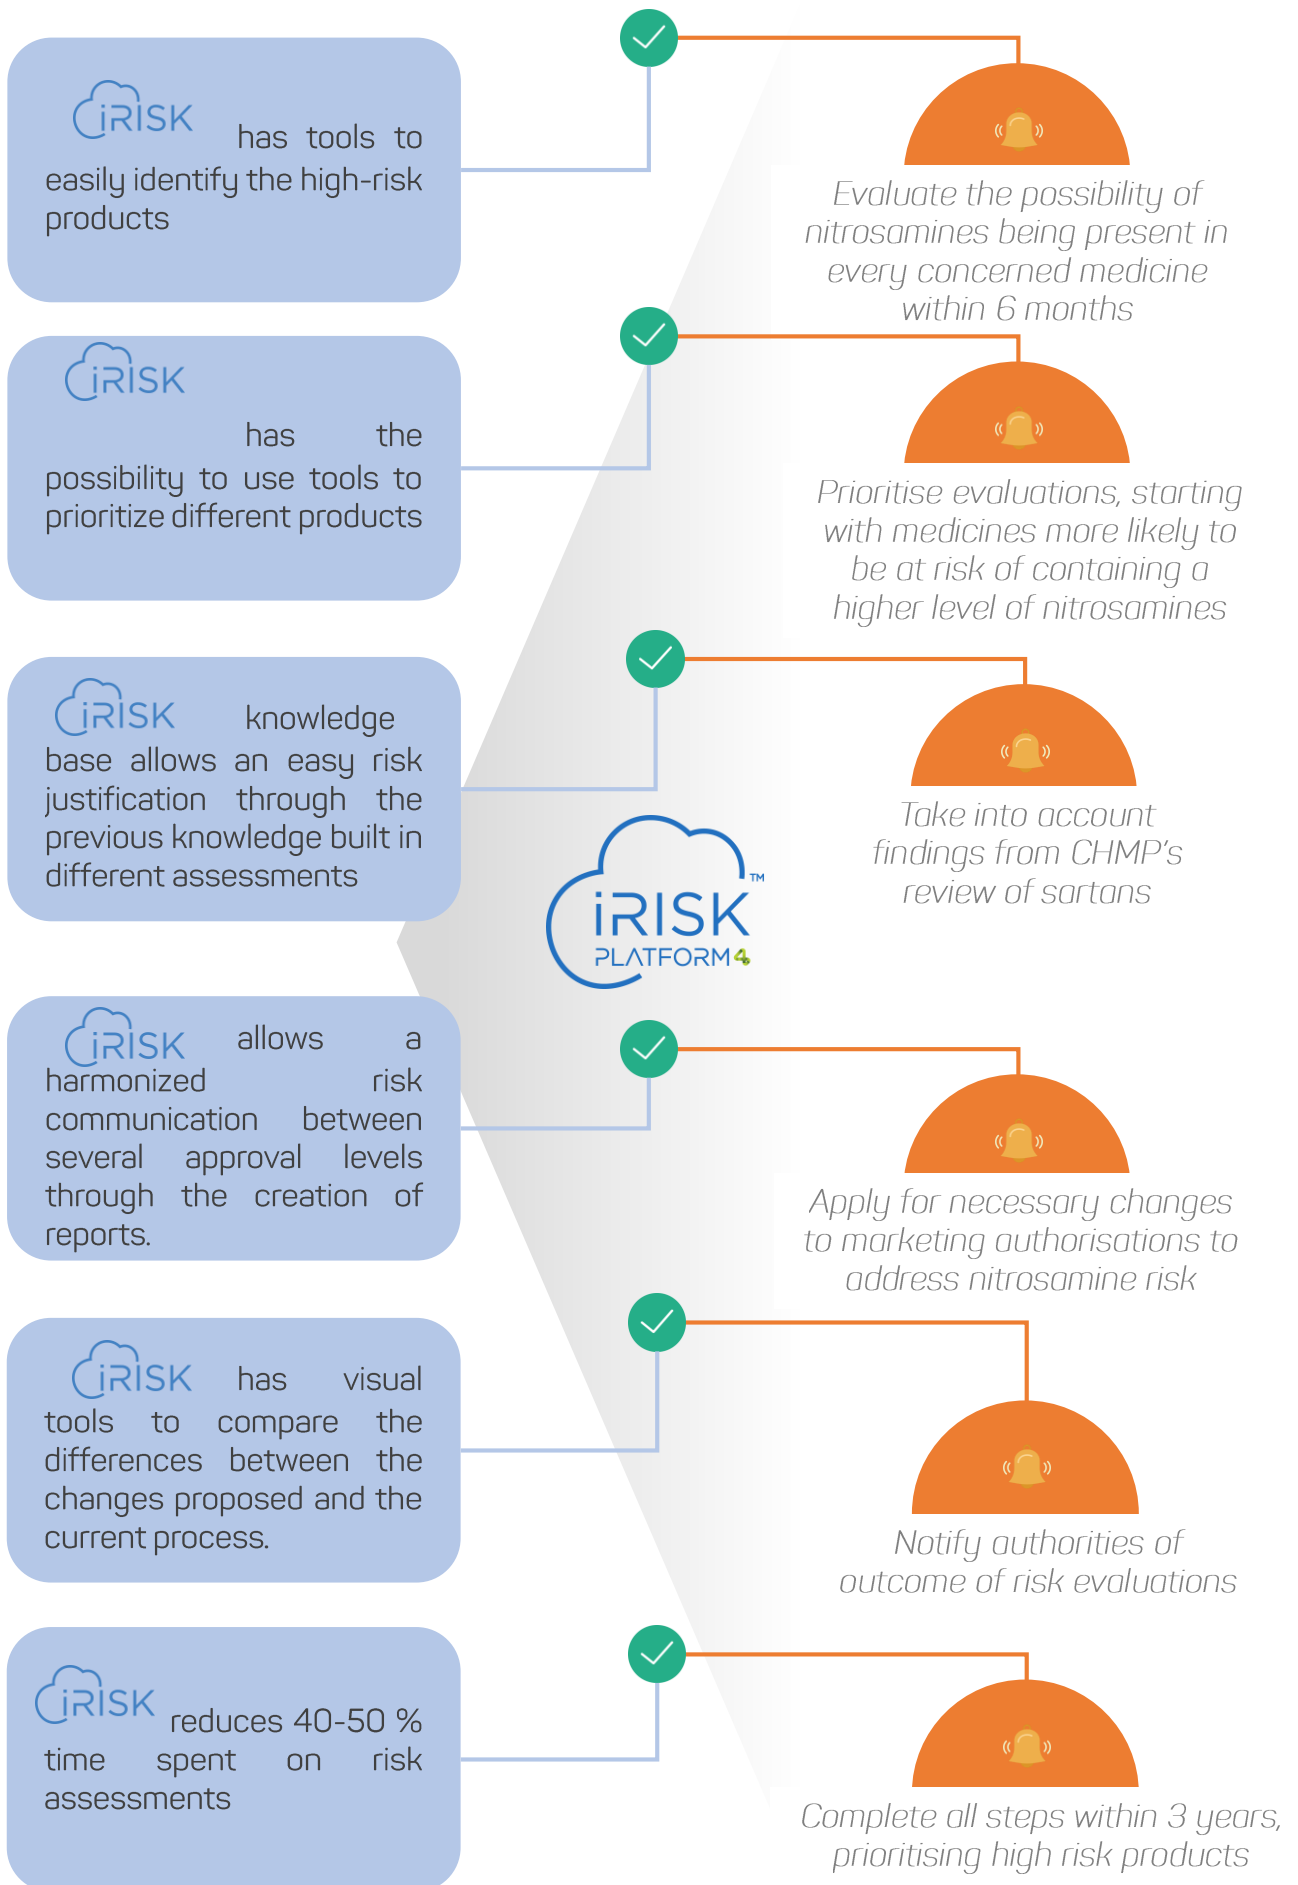 iRISK has tools to
easily identify the high-risk
products
Evaluate the possibility of
nitrosamines being present in
every concerned medicine
within 6 months
iRISK
has the
possibility to use tools to
prioritize different products
Prioritise evaluations, starting
with medicines more likely to
be at risk of containing a
higher level of nitrosamines
iRISK knowledge
base allows an easy risk
justification through the
previous knowledge built in
different assessments
Take into account
findings from CHMP's
review of sartans
iRISK™
PLATFORM4
iRISK allows a
harmonized risk
communication between
several approval levels
through the creation of
reports.
Apply for necessary changes
to marketing authorisations to
address nitrosamine risk
iRISK has visual
tools to compare the
differences between the
changes proposed and the
current process.
Notify authorities of
outcome of risk evaluations
iRISK reduces 40-50 %
time spent on risk
assessments
Complete all steps within 3 years,
prioritising high risk products